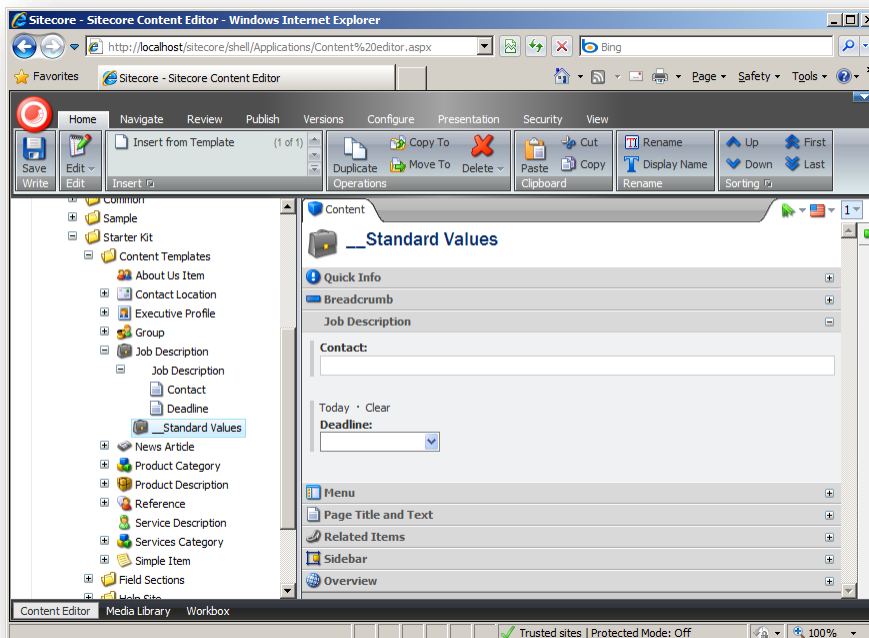 Sitecore - Sitecore Content Editor - Windows Internet Explorer
http://localhost/sitecore/shell/Applications/Content%20editor.aspx
Bing
Favorites
Sitecore - Sitecore Content Editor
Page
Safety
Tools
Home
Navigate
Review
Publish
Versions
Configure
Presentation
Security
View
Save
Write
Edit
Edit
Insert from Template
(1 of 1)
Insert
Duplicate
Copy To
Move To
Delete
Operations
Paste
Cut
Copy
Clipboard
Rename
Display Name
Rename
Up
First
Down
Last
Sorting
Common
Sample
Starter Kit
Content Templates
About Us Item
Contact Location
Executive Profile
Group
Job Description
Job Description
Contact
Deadline
__Standard Values
News Article
Product Category
Product Description
Reference
Service Description
Services Category
Simple Item
Field Sections
Help Site
Content
1
__Standard Values
Quick Info
Breadcrumb
Job Description
Contact:
Today · Clear
Deadline:
Menu
Page Title and Text
Related Items
Sidebar
Overview
Content Editor
Media Library
Workbox
Trusted sites | Protected Mode: Off
100%